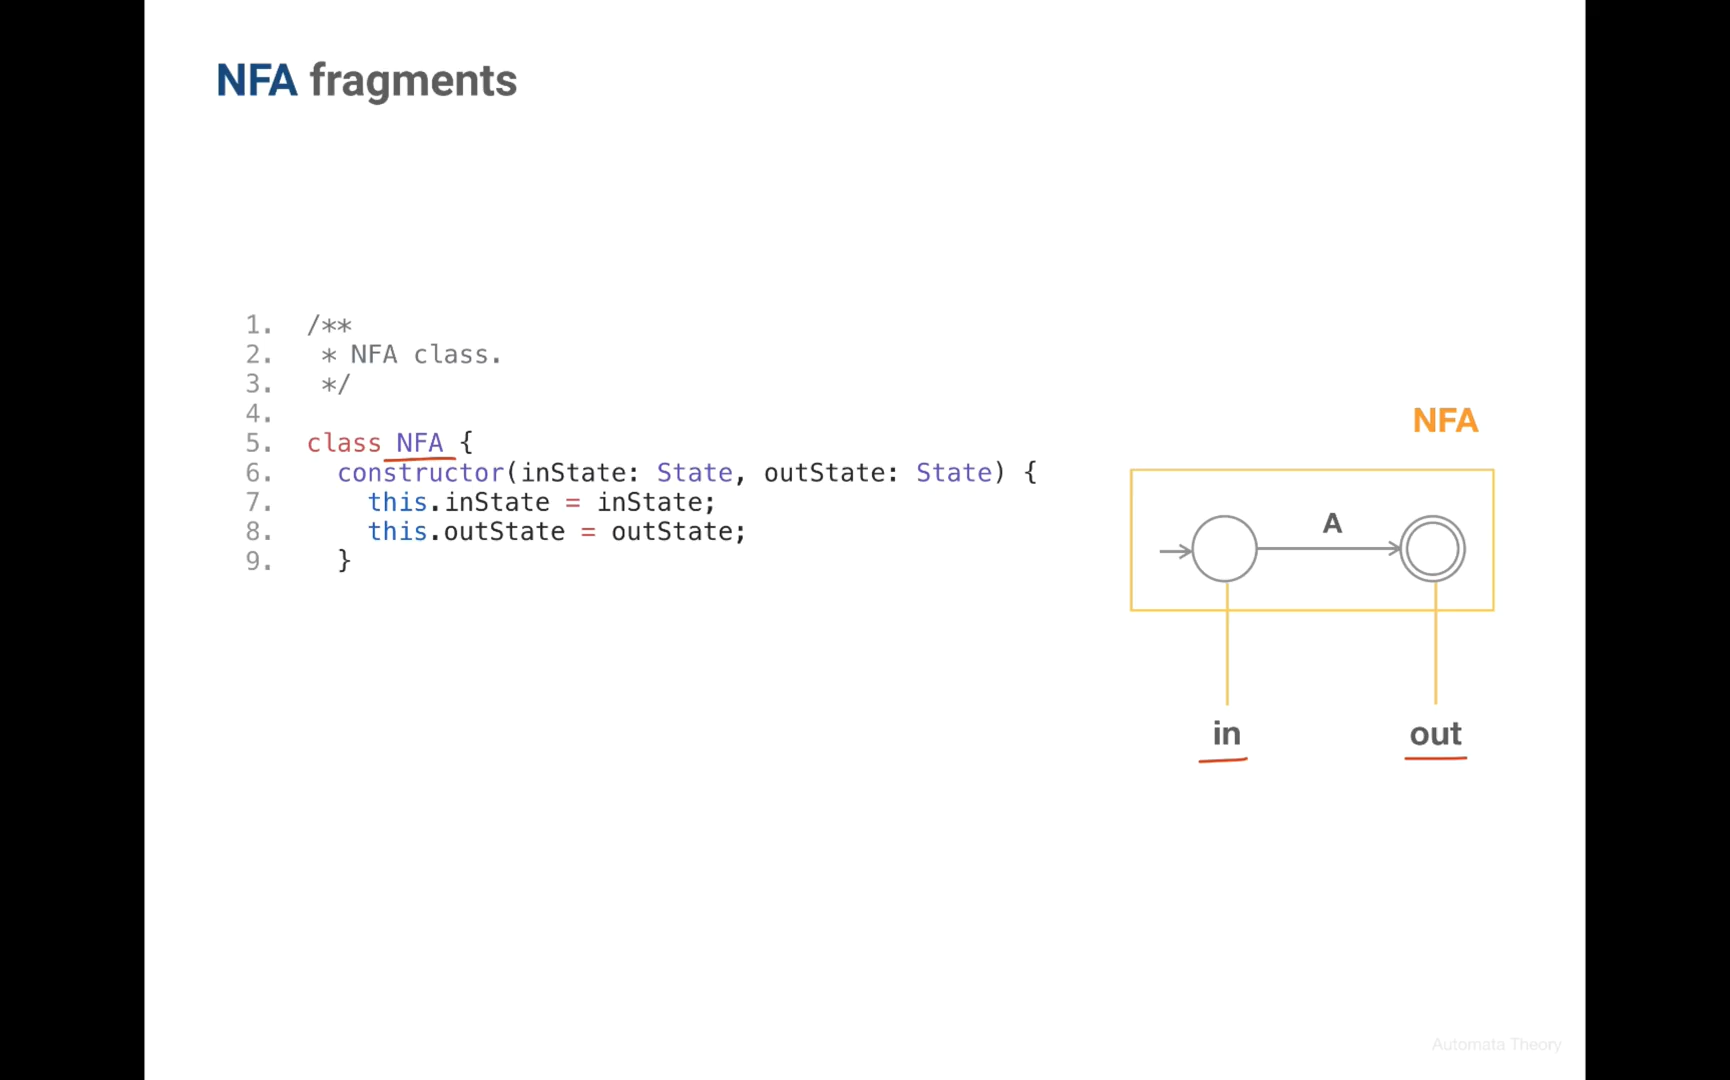 NFA fragments
1. /**
2.  * NFA class.
3.  */
4.
5. class NFA {
6.   constructor(inState: State, outState: State) {
7.     this.inState = inState;
8.     this.outState = outState;
9.   }
NFA
A
in
out
Automata Theory